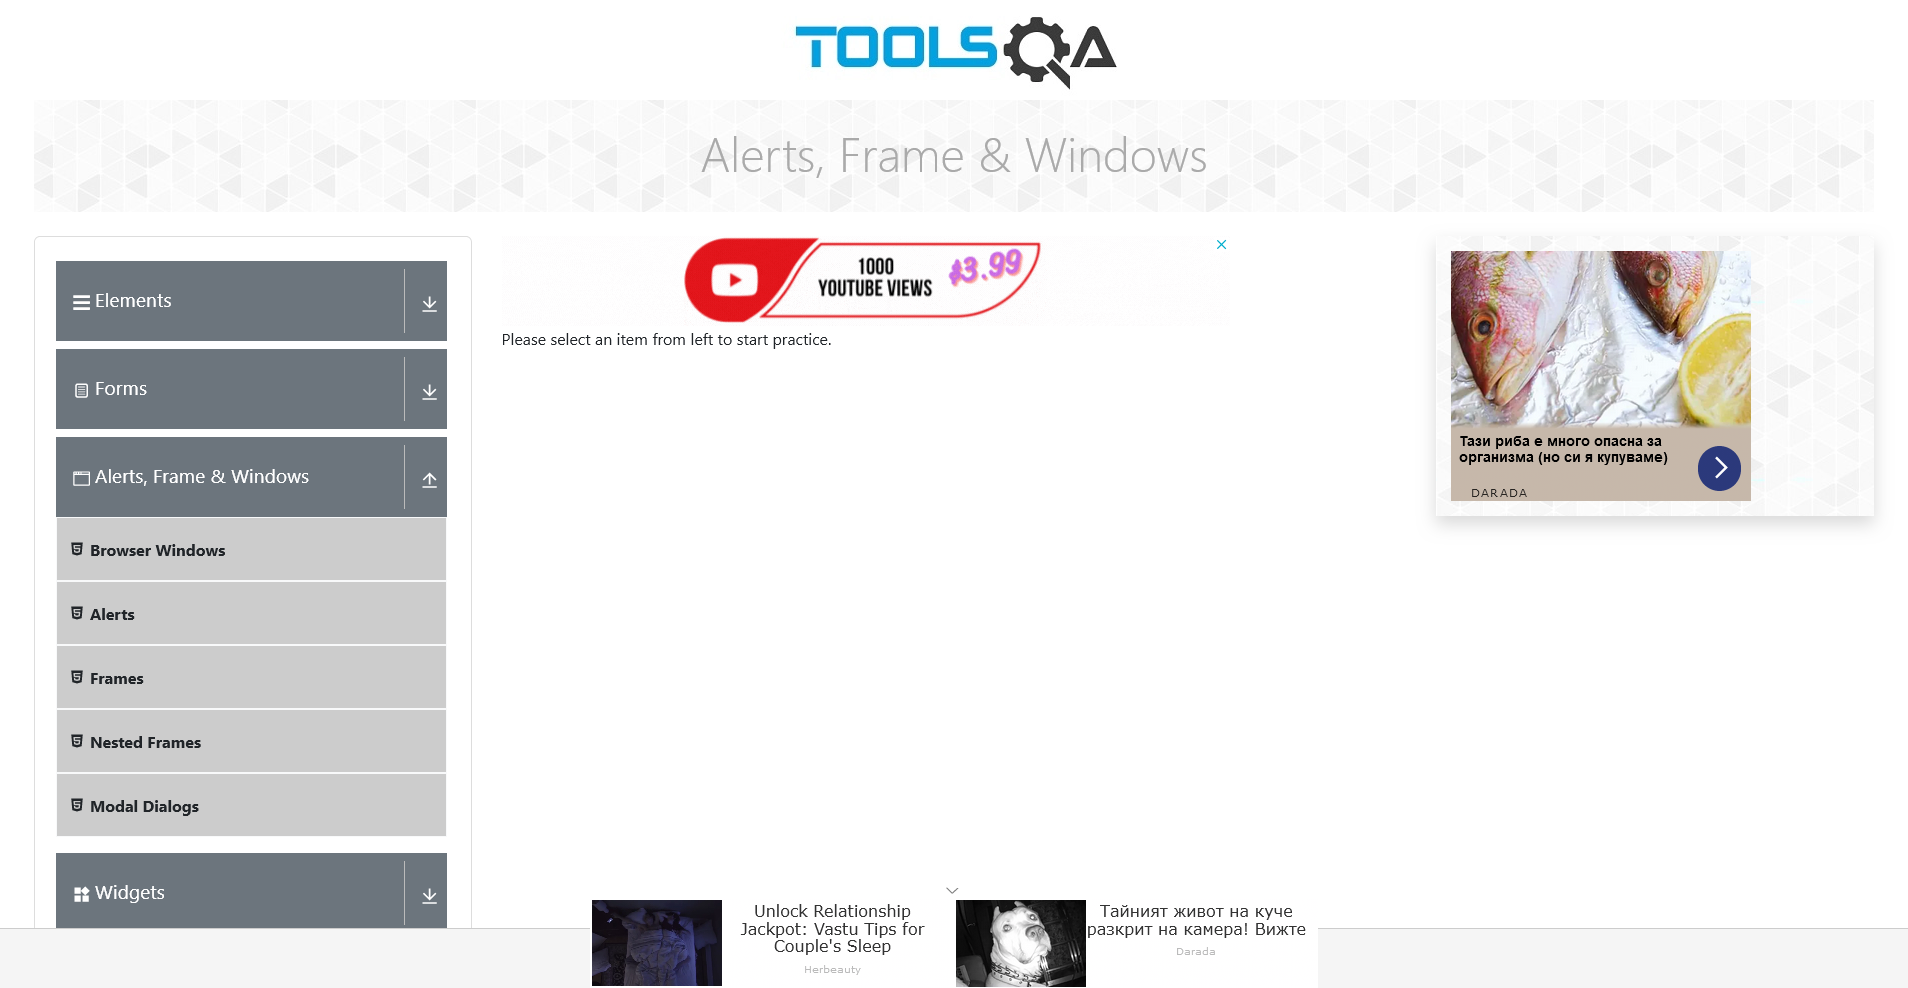 TOOLSQA
Alerts, Frame & Windows
Elements
Forms
Alerts, Frame & Windows
Browser Windows
Alerts
Frames
Nested Frames
Modal Dialogs
Widgets
1000
YOUTUBE VIEWS
$3.99
Please select an item from left to start practice.
Тази риба е много опасна за
организма (но си я купуваме)
DARADA
Unlock Relationship
Jackpot: Vastu Tips for
Couple's Sleep
Herbeauty
Тайният живот на куче
разкрит на камера! Вижте
Darada